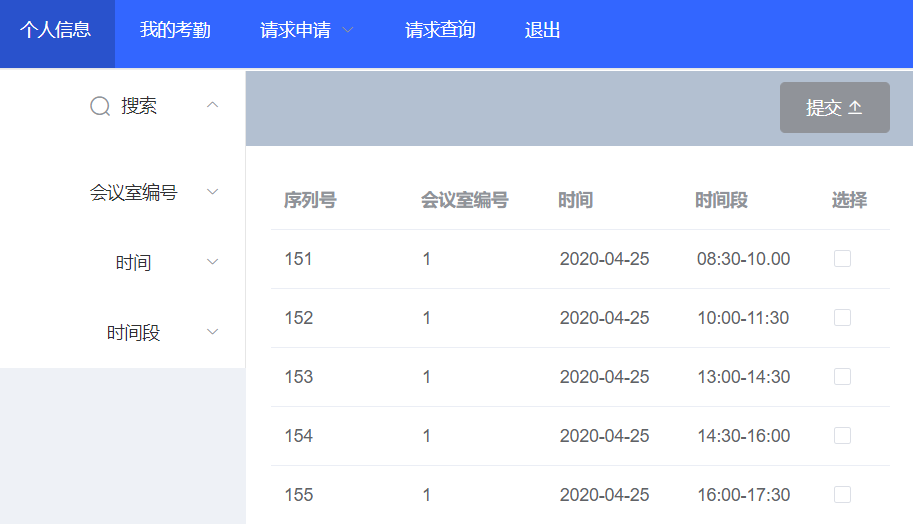 个人信息 我的考勤 请求申请 请求查询 退出
搜索
会议室编号
时间
时间段
提交
序列号 会议室编号 时间 时间段 选择
151 1 2020-04-25 08:30-10.00
152 1 2020-04-25 10:00-11:30
153 1 2020-04-25 13:00-14:30
154 1 2020-04-25 14:30-16:00
155 1 2020-04-25 16:00-17:30